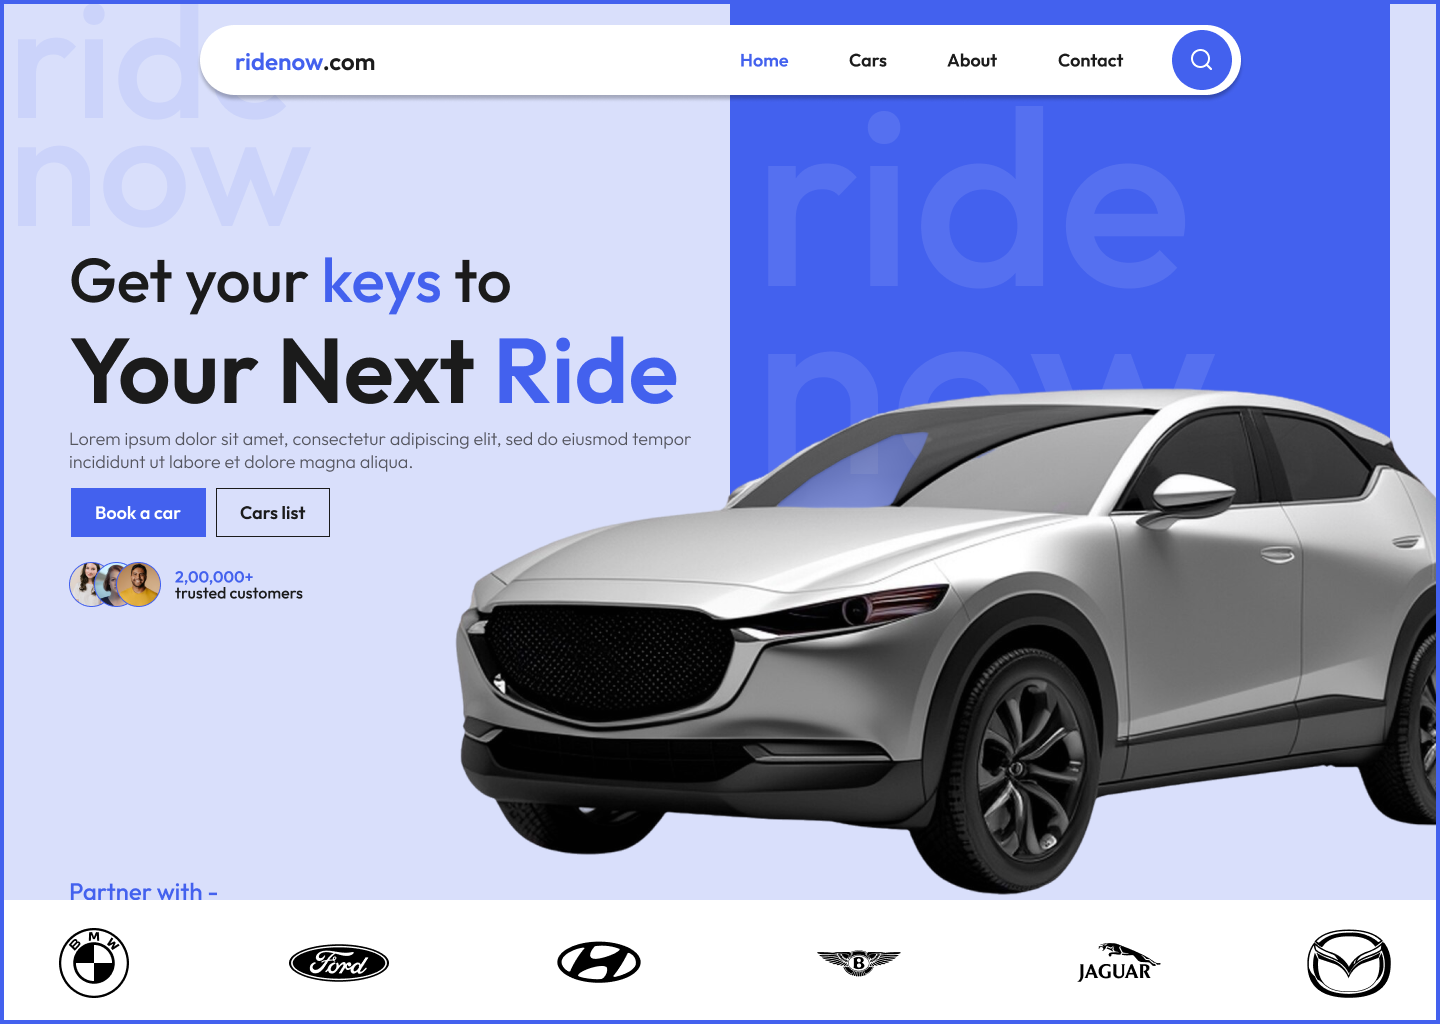 ride
now
ridenow.com
Home
Cars
About
Contact
ride
now
Get your keys to
Your Next Ride
Lorem ipsum dolor sit amet, consectetur adipiscing elit, sed do eiusmod tempor
incididunt ut labore et dolore magna aliqua.
Book a car
Cars list
2,00,000+
trusted customers
Partner with -
BMW
Ford
B
JAGUAR